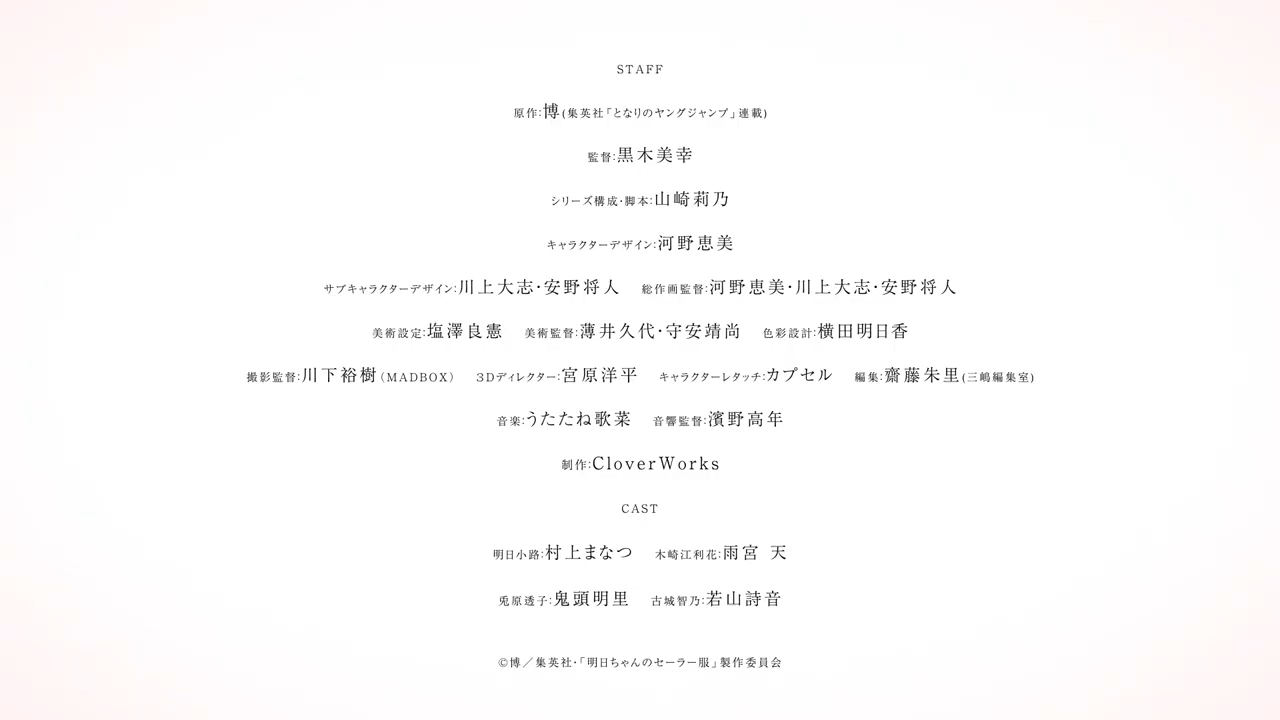 STAFF
原作:博(集英社「となりのヤングジャンプ」連載)
監督:黒木美幸
シリーズ構成・脚本:山崎莉乃
キャラクターデザイン:河野恵美
サブキャラクターデザイン:川上大志・安野将人 総作画監督:河野恵美・川上大志・安野将人
美術設定:塩澤良憲 美術監督:薄井久代・守安靖尚 色彩設計:横田明日香
撮影監督:川下裕樹(MADBOX) 3Dディレクター:宮原洋平 キャラクターレタッチ:カプセル 編集:齋藤朱里(三嶋編集室)
音楽:うたたね歌菜 音響監督:濱野高年
制作:CloverWorks
CAST
明日小路:村上まなつ 木崎江利花:雨宮 天
兎原透子:鬼頭明里 古城智乃:若山詩音
©博/集英社・「明日ちゃんのセーラー服」製作委員会